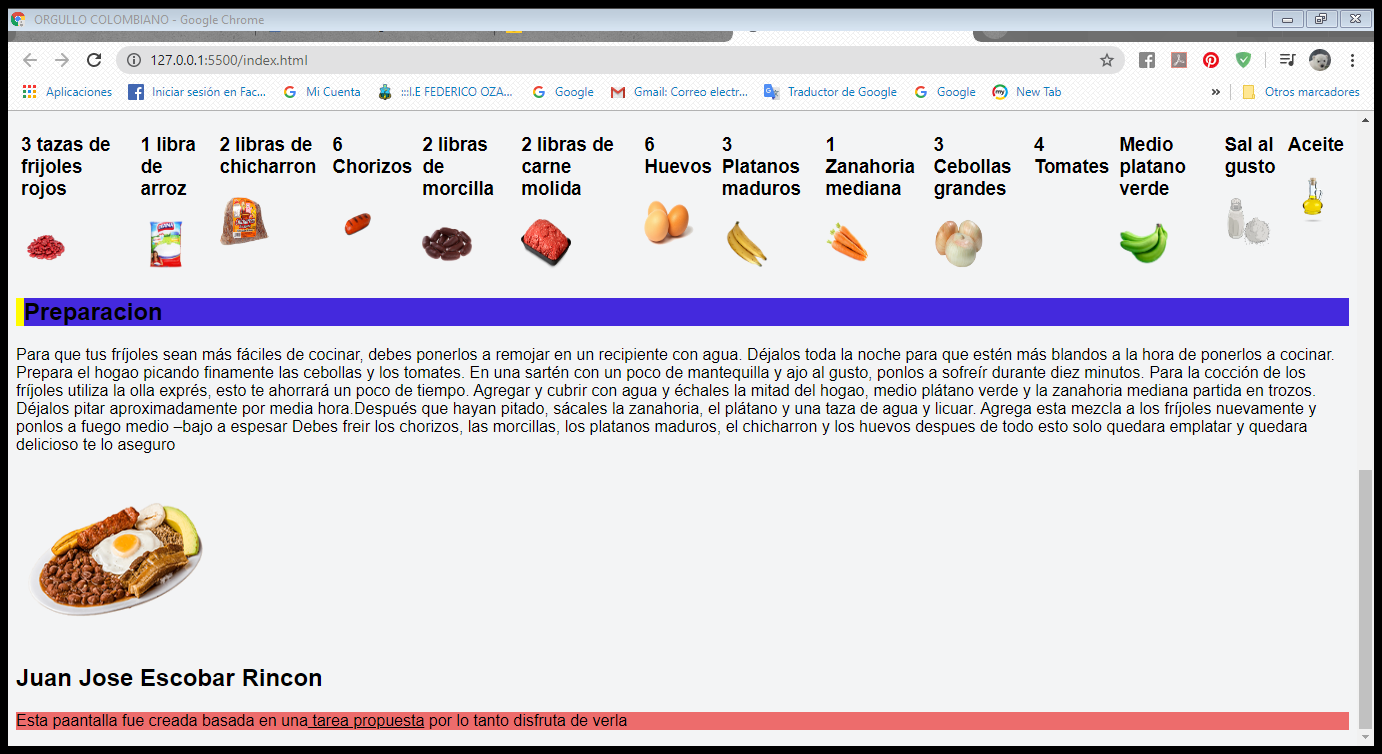 ORGULLO COLOMBIANO - Google Chrome
127.0.0.1:5500/index.html
Aplicaciones
Iniciar sesión en Fac...
Mi Cuenta
:::I.E FEDERICO OZA...
Google
Gmail: Correo electr...
Traductor de Google
Google
New Tab
»
Otros marcadores
3 tazas de
frijoles
rojos
1 libra
de
arroz
2 libras de
chicharron
6
Chorizos
2 libras
de
morcilla
2 libras de
carne
molida
6
Huevos
3
Platanos
maduros
1
Zanahoria
mediana
3
Cebollas
grandes
4
Tomates
Medio
platano
verde
Sal al
gusto
Aceite
Preparacion
Para que tus fríjoles sean más fáciles de cocinar, debes ponerlos a remojar en un recipiente con agua. Déjalos toda la noche para que estén más blandos a la hora de ponerlos a cocinar.
Prepara el hogao picando finamente las cebollas y los tomates. En una sartén con un poco de mantequilla y ajo al gusto, ponlos a sofreír durante diez minutos. Para la cocción de los
fríjoles utiliza la olla exprés, esto te ahorrará un poco de tiempo. Agregar y cubrir con agua y échales la mitad del hogao, medio plátano verde y la zanahoria mediana partida en trozos.
Déjalos pitar aproximadamente por media hora.Después que hayan pitado, sácales la zanahoria, el plátano y una taza de agua y licuar. Agrega esta mezcla a los fríjoles nuevamente y
ponlos a fuego medio –bajo a espesar Debes freir los chorizos, las morcillas, los platanos maduros, el chicharron y los huevos despues de todo esto solo quedara emplatar y quedara
delicioso te lo aseguro
Juan Jose Escobar Rincon
Esta paantalla fue creada basada en una tarea propuesta por lo tanto disfruta de verla